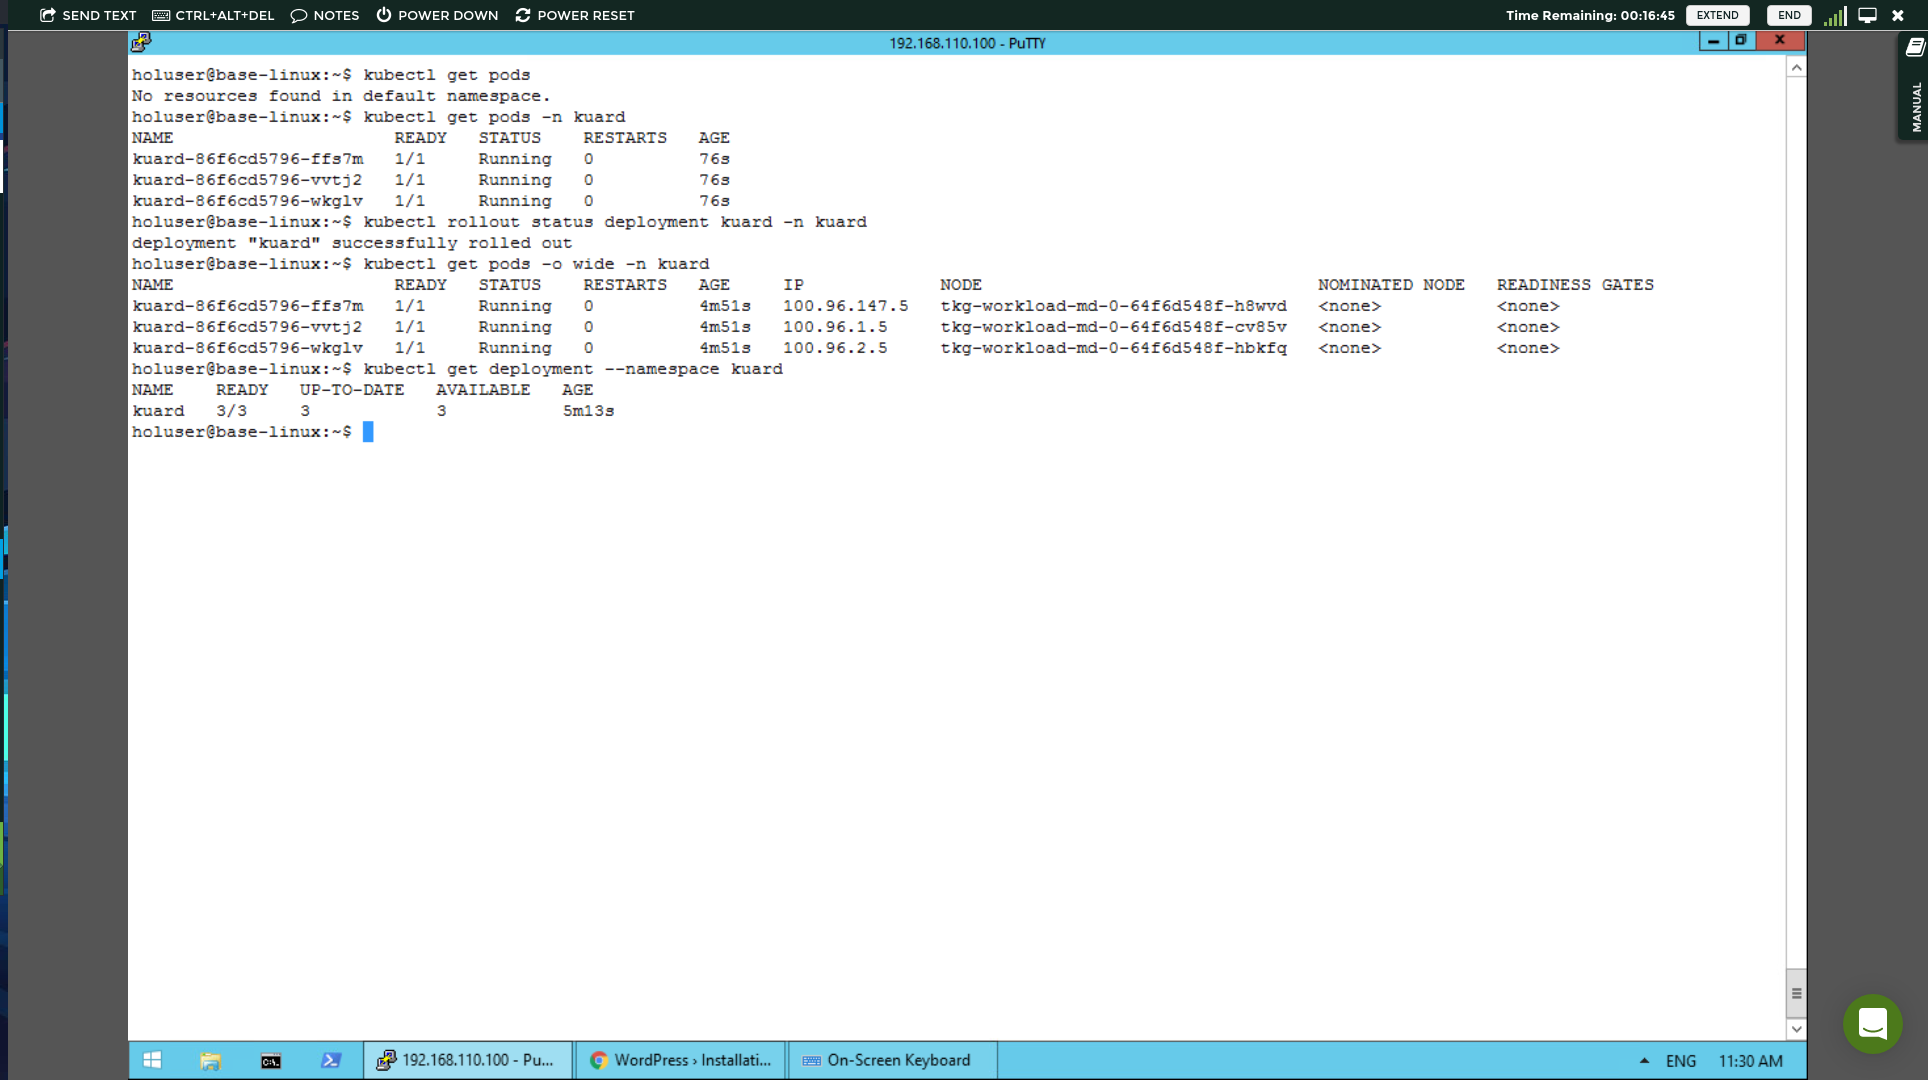 SEND TEXT CTRL+ALT+DEL NOTES POWER DOWN POWER RESET Time Remaining: 00:16:45 EXTEND END
192.168.110.100 - PuTTY
MANUAL
holuser@base-linux:~$ kubectl get pods
No resources found in default namespace.
holuser@base-linux:~$ kubectl get pods -n kuard
NAME READY STATUS RESTARTS AGE
kuard-86f6cd5796-ffs7m 1/1 Running 0 76s
kuard-86f6cd5796-vvtj2 1/1 Running 0 76s
kuard-86f6cd5796-wkglv 1/1 Running 0 76s
holuser@base-linux:~$ kubectl rollout status deployment kuard -n kuard
deployment "kuard" successfully rolled out
holuser@base-linux:~$ kubectl get pods -o wide -n kuard
NAME READY STATUS RESTARTS AGE IP NODE NOMINATED NODE READINESS GATES
kuard-86f6cd5796-ffs7m 1/1 Running 0 4m51s 100.96.147.5 tkg-workload-md-0-64f6d548f-h8wvd <none> <none>
kuard-86f6cd5796-vvtj2 1/1 Running 0 4m51s 100.96.1.5 tkg-workload-md-0-64f6d548f-cv85v <none> <none>
kuard-86f6cd5796-wkglv 1/1 Running 0 4m51s 100.96.2.5 tkg-workload-md-0-64f6d548f-hbkfq <none> <none>
holuser@base-linux:~$ kubectl get deployment --namespace kuard
NAME READY UP-TO-DATE AVAILABLE AGE
kuard 3/3 3 3 5m13s
holuser@base-linux:~$
192.168.110.100 - Pu... WordPress › Installati... On-Screen Keyboard ENG 11:30 AM